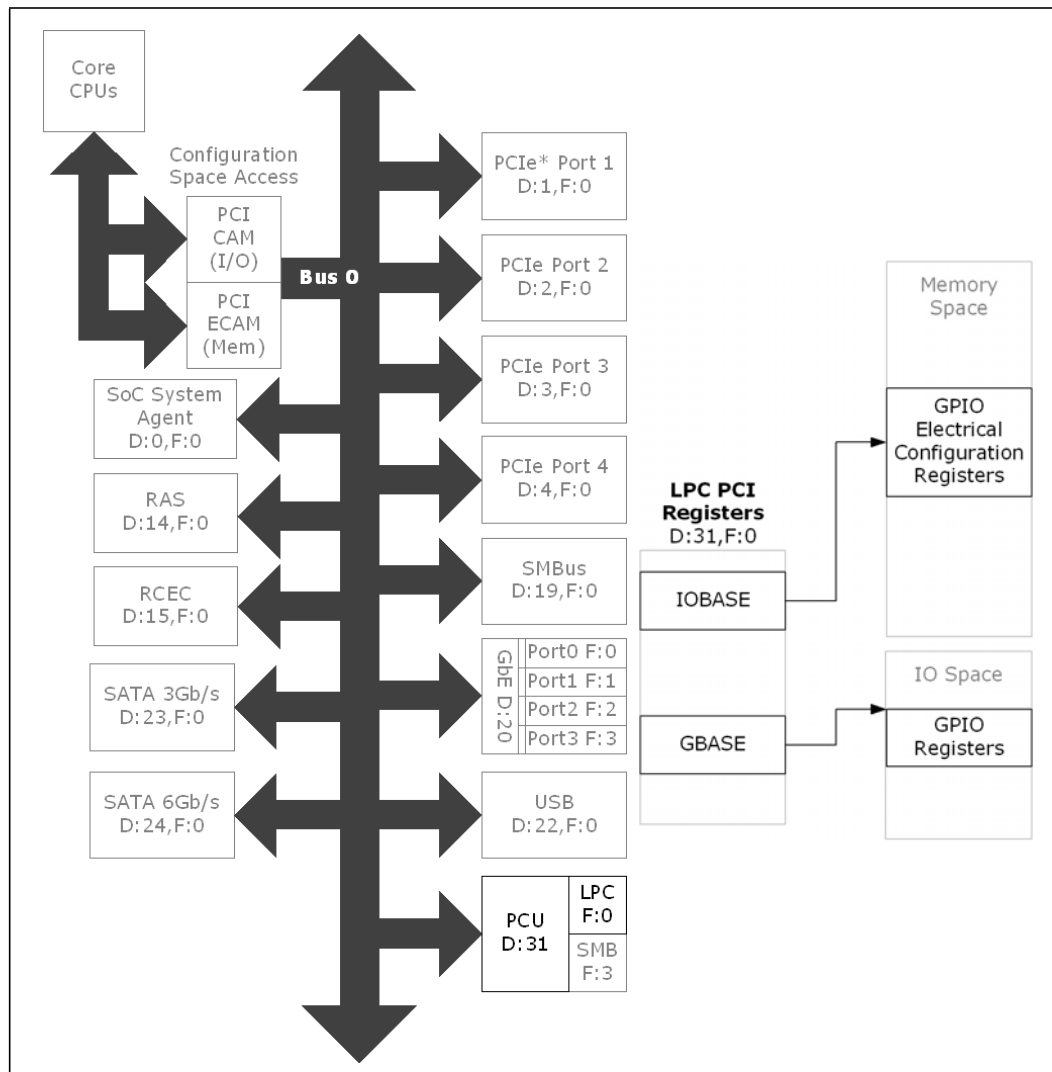 Core
CPUs
Configuration
Space Access
PCI
CAM
(I/O)
PCI
ECAM
(Mem)
Bus 0
SoC System
Agent
D:0,F:0
RAS
D:14,F:0
RCEC
D:15,F:0
SATA 3Gb/s
D:23,F:0
SATA 6Gb/s
D:24,F:0
PCIe* Port 1
D:1,F:0
PCIe Port 2
D:2,F:0
PCIe Port 3
D:3,F:0
PCIe Port 4
D:4,F:0
SMBus
D:19,F:0
GbE D:20
Port0 F:0
Port1 F:1
Port2 F:2
Port3 F:3
USB
D:22,F:0
PCU
D:31
LPC
F:0
SMB
F:3
LPC PCI
Registers
D:31,F:0
IOBASE
GBASE
Memory
Space
GPIO
Electrical
Configuration
Registers
IO Space
GPIO
Registers